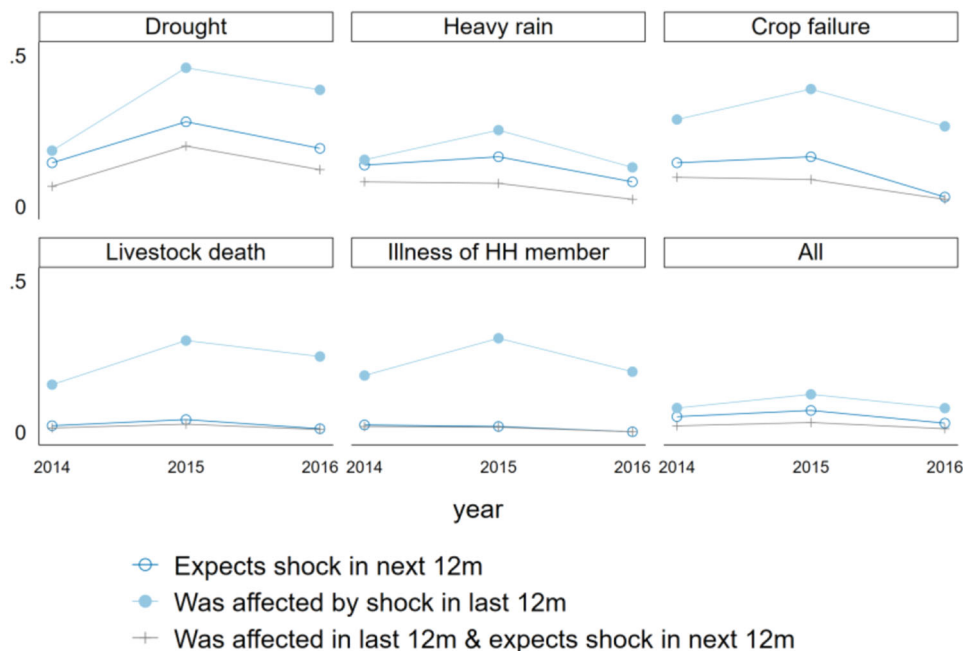 Drought Heavy rain Crop failure
.5
0
Livestock death Illness of HH member All
.5
0
2014 2015 2016 2014 2015 2016 2014 2015 2016
year
Expects shock in next 12m
Was affected by shock in last 12m
Was affected in last 12m & expects shock in next 12m